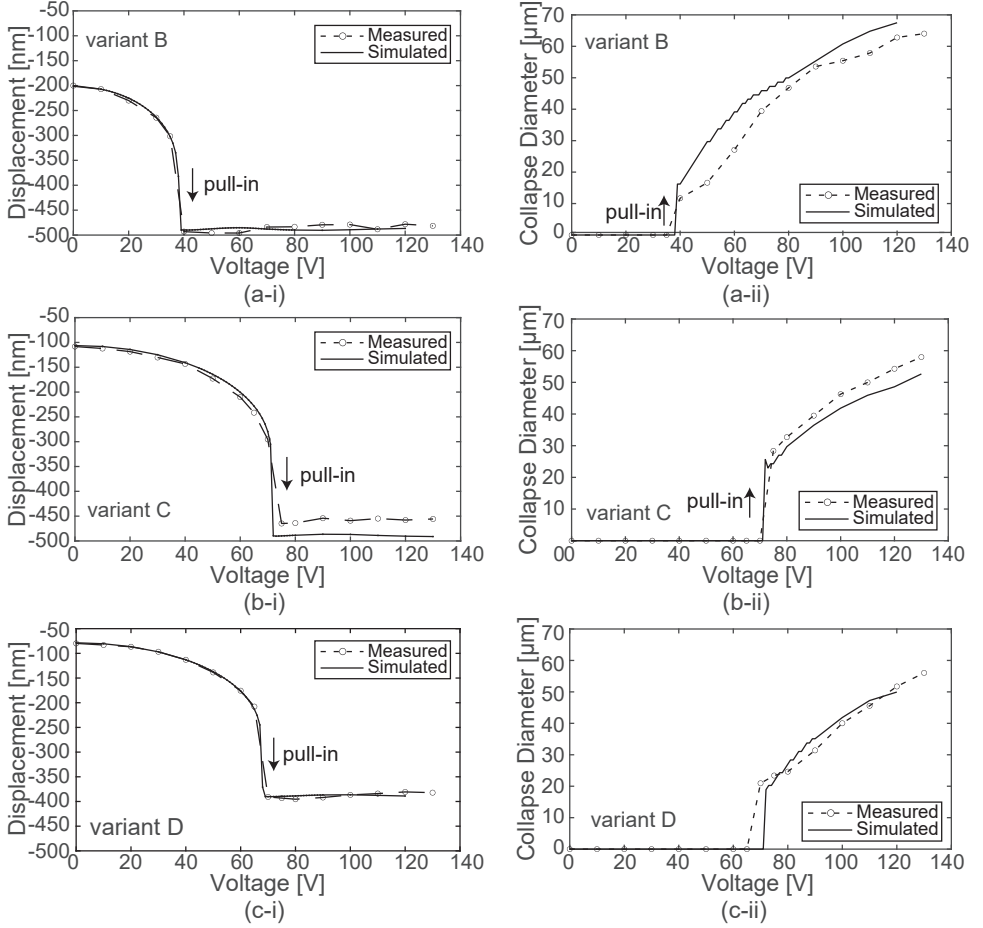 -50
-100
-150
-200
-250
-300
-350
-400
-450
-500
Displacement [nm]
variant B
Measured
Simulated
pull-in
0 20 40 60 80 100 120 140
Voltage [V]
(a-i)
70
60
50
40
30
20
10
0
Collapse Diameter [µm]
variant B
pull-in
Measured
Simulated
0 20 40 60 80 100 120 140
Voltage [V]
(a-ii)
-50
-100
-150
-200
-250
-300
-350
-400
-450
-500
Displacement [nm]
Measured
Simulated
pull-in
variant C
0 20 40 60 80 100 120 140
Voltage [V]
(b-i)
70
60
50
40
30
20
10
Collapse Diameter [µm]
pull-in
variant C
Measured
Simulated
00 20 40 60 80 100 120 140
Voltage [V]
(b-ii)
-50
-100
-150
-200
-250
-300
-350
-400
-450
-500
Displacement [nm]
Measured
Simulated
pull-in
variant D
0 20 40 60 80 100 120 140
Voltage [V]
(c-i)
70
60
50
40
30
20
10
0
Collapse Diameter [µm]
variant D
Measured
Simulated
0 20 40 60 80 100 120 140
Voltage [V]
(c-ii)